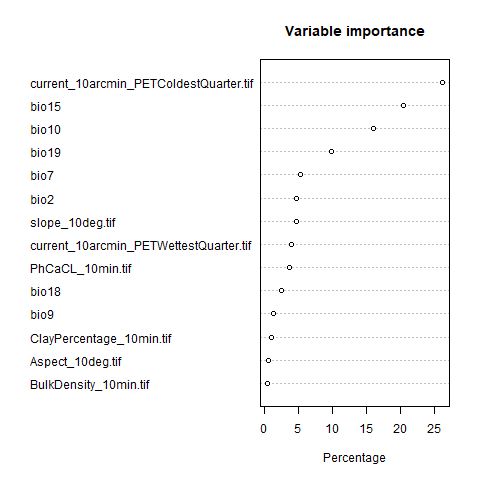 Variable importance
current_10arcmin_PETColdestQuarter.tif
bio15
bio10
bio19
bio7
bio2
slope_10deg.tif
current_10arcmin_PETWettestQuarter.tif
PhCaCL_10min.tif
bio18
bio9
ClayPercentage_10min.tif
Aspect_10deg.tif
BulkDensity_10min.tif
0 5 10 15 20 25
Percentage